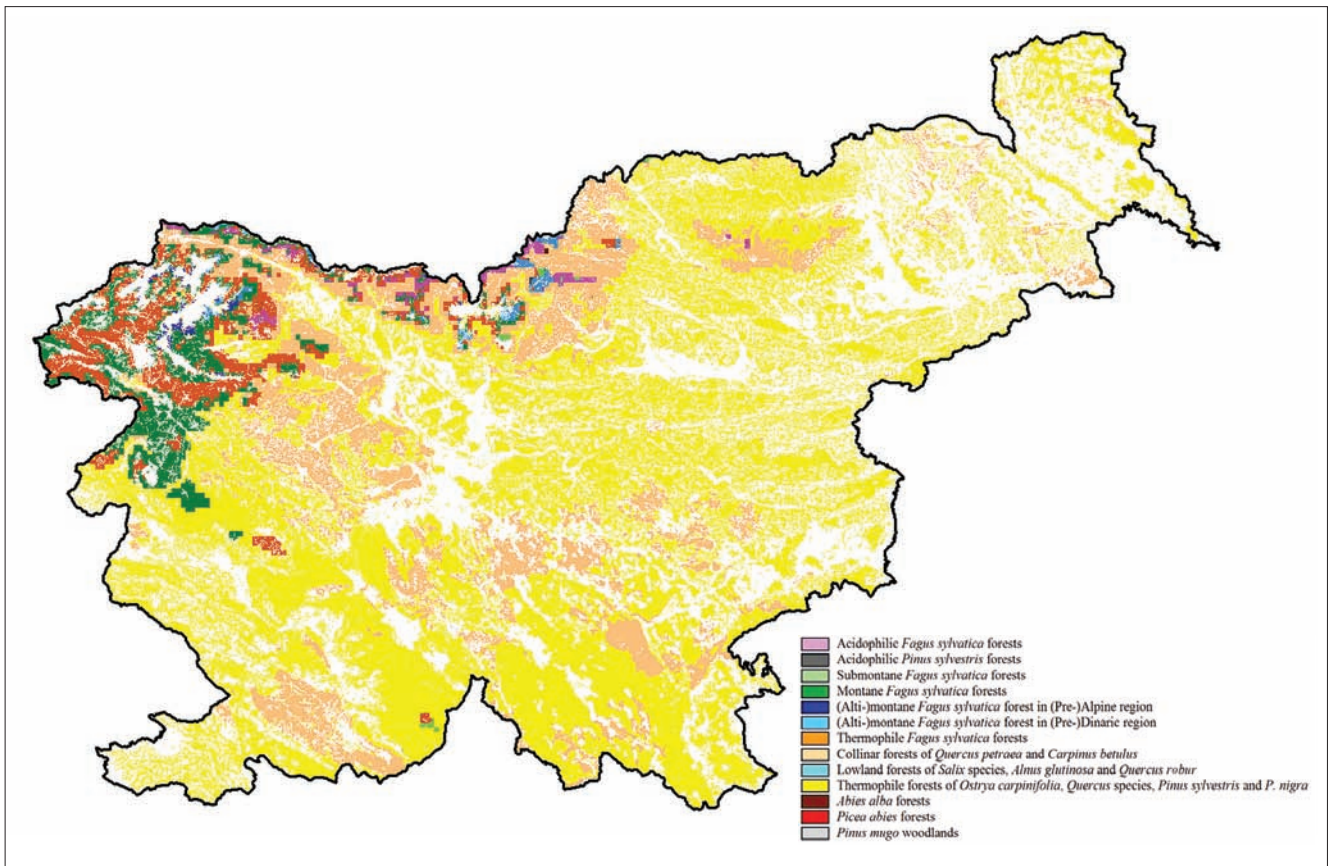 Acidophilic Fagus sylvatica forests
Acidophilic Pinus sylvestris forests
Submontane Fagus sylvatica forests
Montane Fagus sylvatica forests
(Alti-)montane Fagus sylvatica forest in (Pre-)Alpine region
(Alti-)montane Fagus sylvatica forest in (Pre-)Dinaric region
Thermophile Fagus sylvatica forests
Collinar forests of Quercus petraea and Carpinus betulus
Lowland forests of Salix species, Alnus glutinosa and Quercus robur
Thermophile forests of Ostrya carpinifolia, Quercus species, Pinus sylvestris and P. nigra
Abies alba forests
Picea abies forests
Pinus mugo woodlands